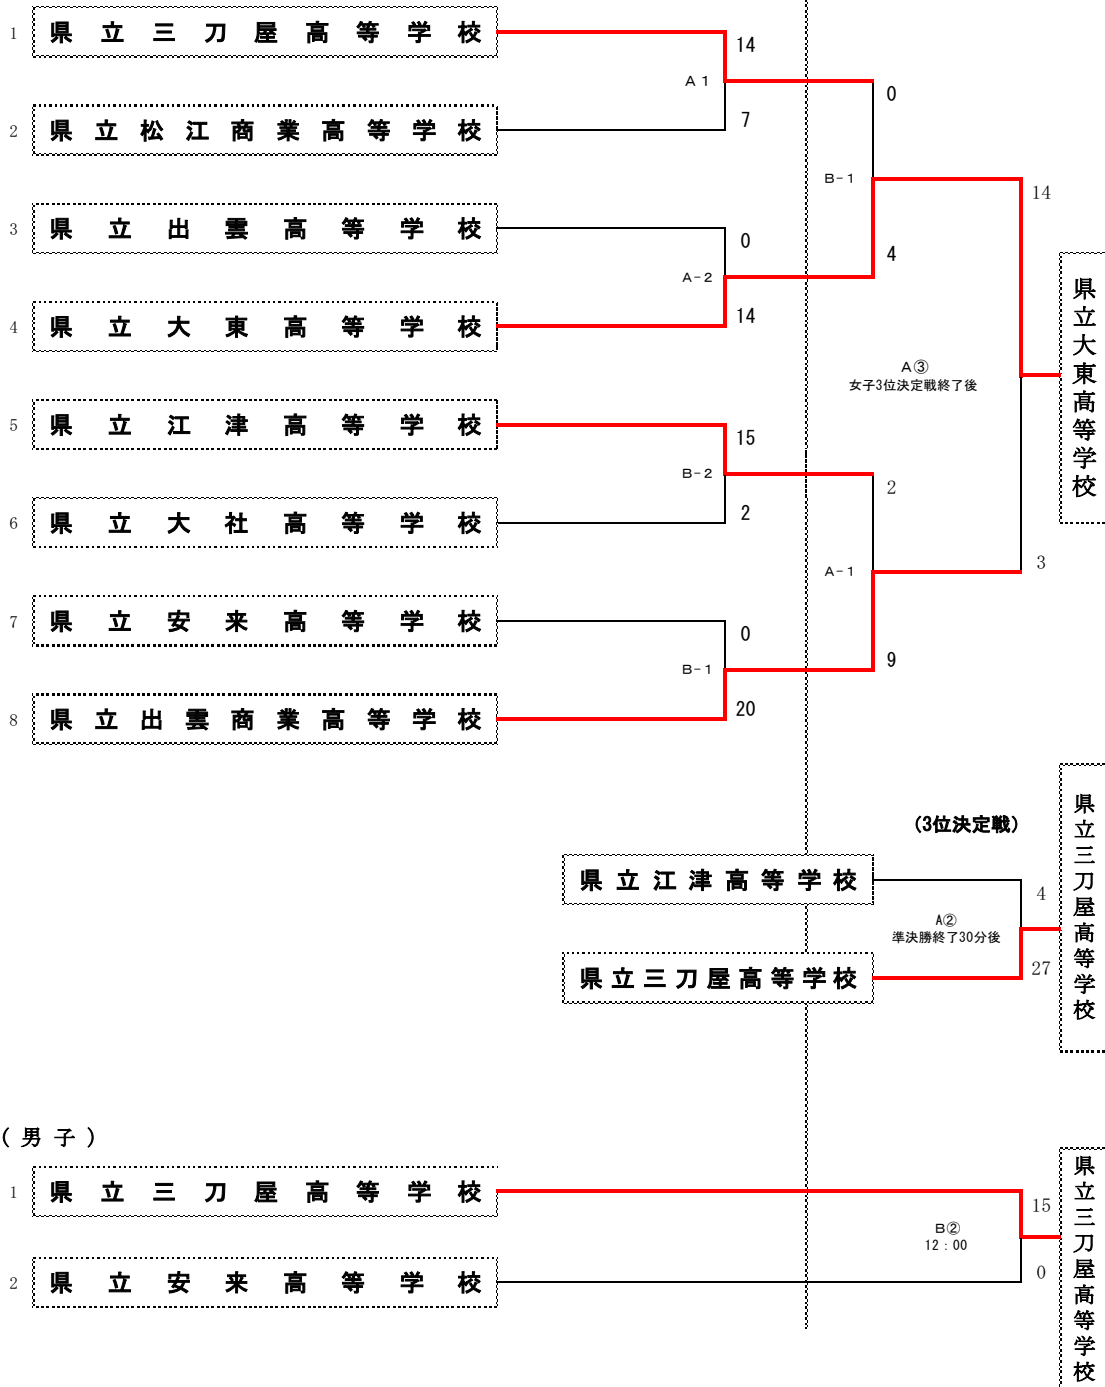 1 県立三刀屋高等学校
14
A 1
7
2 県立松江商業高等学校
0
B-1
4
3 県立出雲高等学校
0
A-2
14
4 県立大東高等学校
14
A③
女子3位決定戦終了後
3
県立大東高等学校
5 県立江津高等学校
15
B-2
2
6 県立大社高等学校
2
A-1
9
7 県立安来高等学校
0
B-1
20
8 県立出雲商業高等学校
(3位決定戦)
県立江津高等学校
4
A②
準決勝終了30分後
27
県立三刀屋高等学校
県立三刀屋高等学校
(男子)
1 県立三刀屋高等学校
15
B②
12:00
0
2 県立安来高等学校
県立三刀屋高等学校